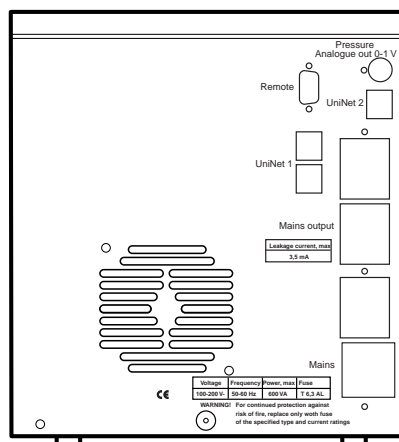 Pressure
Analogue out 0-1 V
Remote
UniNet 2
UniNet 1
Mains output
Leakage current, max
3,5 mA
Mains
Voltage Frequency Power, max Fuse
100-200 V- 50-60 Hz 600 VA T 6,3 AL
CE
WARNING! For continued protection against
risk of fire, replace only woth fuse
of the specified type and current ratings